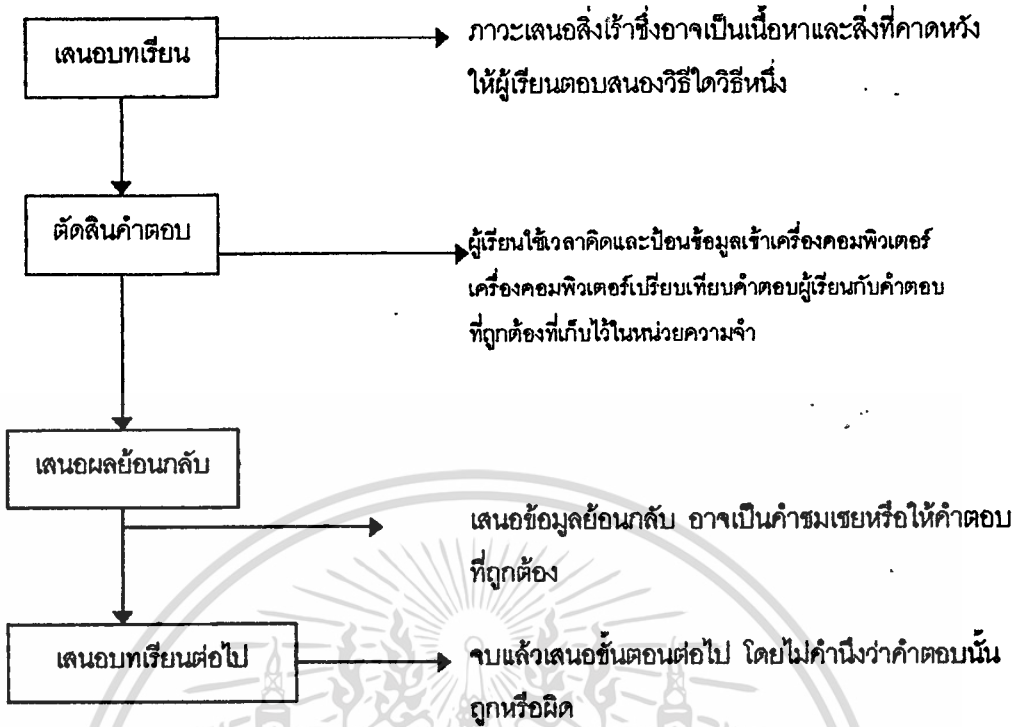 เสนอบทเรียน
ภาวะเสนอสิ่งเร้าซึ่งอาจเป็นเนื้อหาและสิ่งที่คาดหวัง
ให้ผู้เรียนตอบสนองวิธีใดวิธีหนึ่ง
ตัดสินคำตอบ
ผู้เรียนใช้เวลาคิดและป้อนข้อมูลเข้าเครื่องคอมพิวเตอร์
เครื่องคอมพิวเตอร์เปรียบเทียบคำตอบผู้เรียนกับคำตอบ
ที่ถูกต้องที่เก็บไว้ในหน่วยความจำ
เสนอผลย้อนกลับ
เสนอข้อมูลย้อนกลับ อาจเป็นคำชมเชยหรือให้คำตอบ
ที่ถูกต้อง
เสนอบทเรียนต่อไป
จบแล้วเสนอขั้นตอนต่อไป โดยไม่คำนึงว่าคำตอบนั้น
ถูกหรือผิด